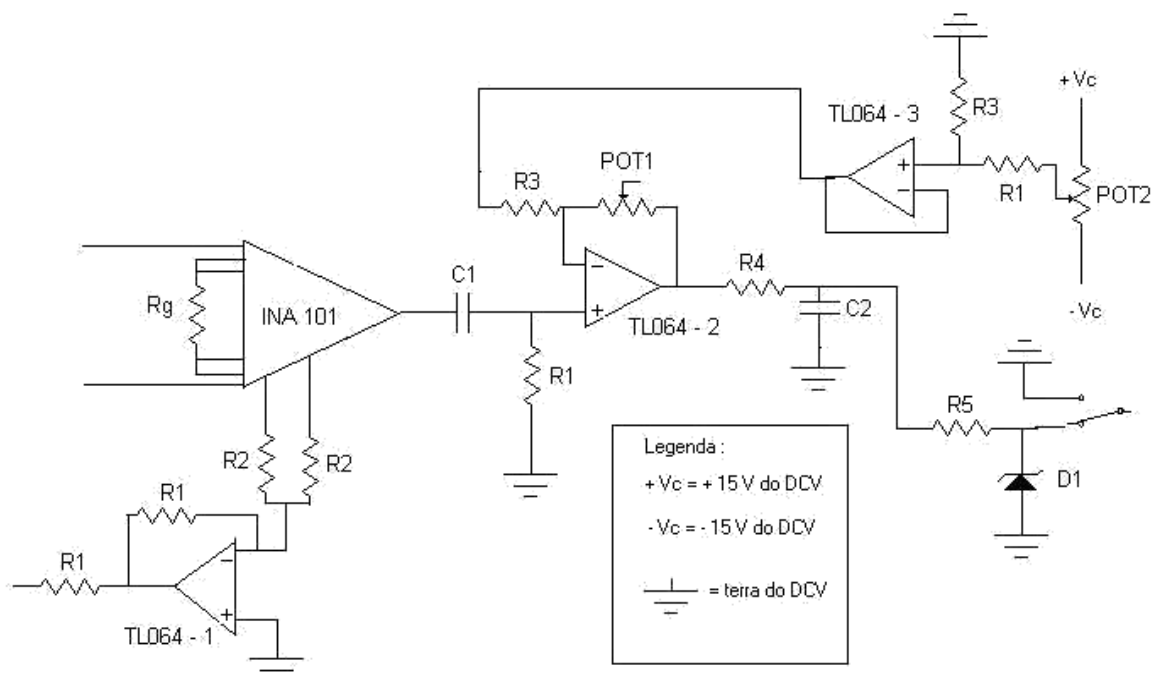 +Vc
TL064 - 3
R3
+
-
R1
POT2
-Vc
R3
POT1
-
+
TL064 - 2
R4
C2
C1
Rg
INA 101
R1
R2
R2
R1
R1
-
+
TL064 - 1
R5
D1
Legenda :
+ Vc = + 15 V do DCV
- Vc = - 15 V do DCV
= terra do DCV